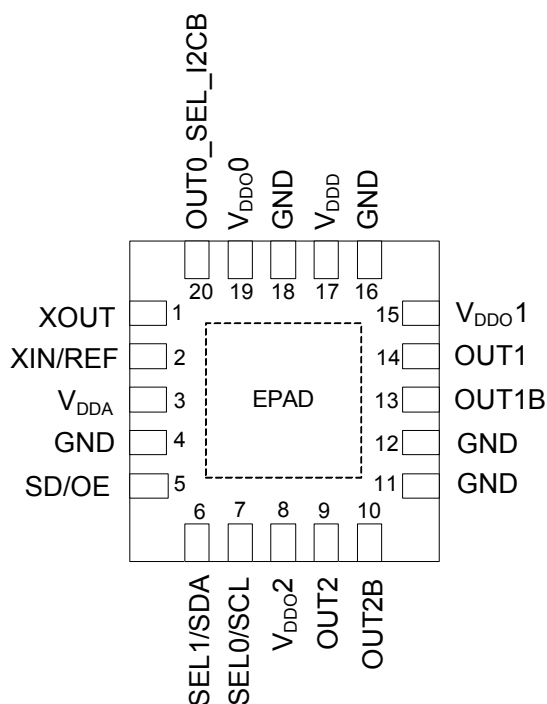 OUT0_SEL_I2CB
VDDO0
GND
VDDD
GND
20 19 18 17 16
XOUT 1
XIN/REF 2
VDDA 3
GND 4
SD/OE 5
EPAD
15 VDDO1
14 OUT1
13 OUT1B
12 GND
11 GND
6 7 8 9 10
SEL1/SDA
SEL0/SCL
VDDO2
OUT2
OUT2B